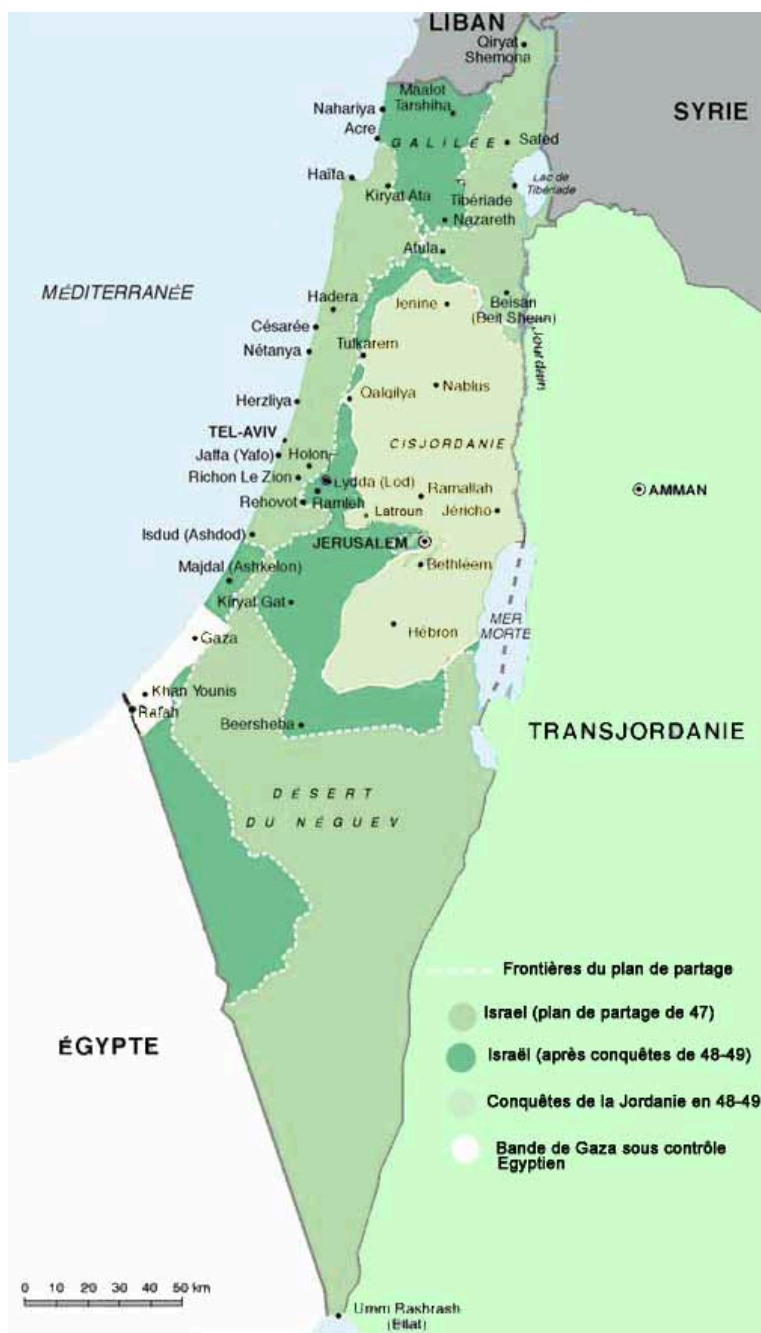 LIBAN
Qiryat
Shemona
Maalot
Tarshiha
Nahariya
SYRIE
Acre
GALILÉE
Safed
Haïfa
Lac de
Tibériade
Kiryat Ata
Tibériade
Nazareth
Afula
MÉDITERRANÉE
Hadera
Jenine
Beisan
(Beit Shean)
Césarée
Jourdain
Nétanya
Tulkarem
Nablus
Qalqilya
Herzliya
TEL-AVIV
CISJORDANIE
Jaffa (Yafo)
Holon
Richon Le Zion
Lydda (Lod)
Ramallah
AMMAN
Rehovot
Ramleh
Latroun
Jéricho
Isdud (Ashdod)
JERUSALEM
Majdal (Ashkelon)
Bethléem
Kiryat Gat
MER
MORTE
Hébron
Gaza
Khan Younis
Rafah
Beersheba
TRANSJORDANIE
DÉSERT
DU NÉGUEV
Frontières du plan de partage
Israel (plan de partage de 47)
ÉGYPTE
Israël (après conquêtes de 48-49)
Conquêtes de la Jordanie en 48-49
Bande de Gaza sous contrôle
Egyptien
0 10 20 30 40 50 km
Umm Rashrash
(Eilat)